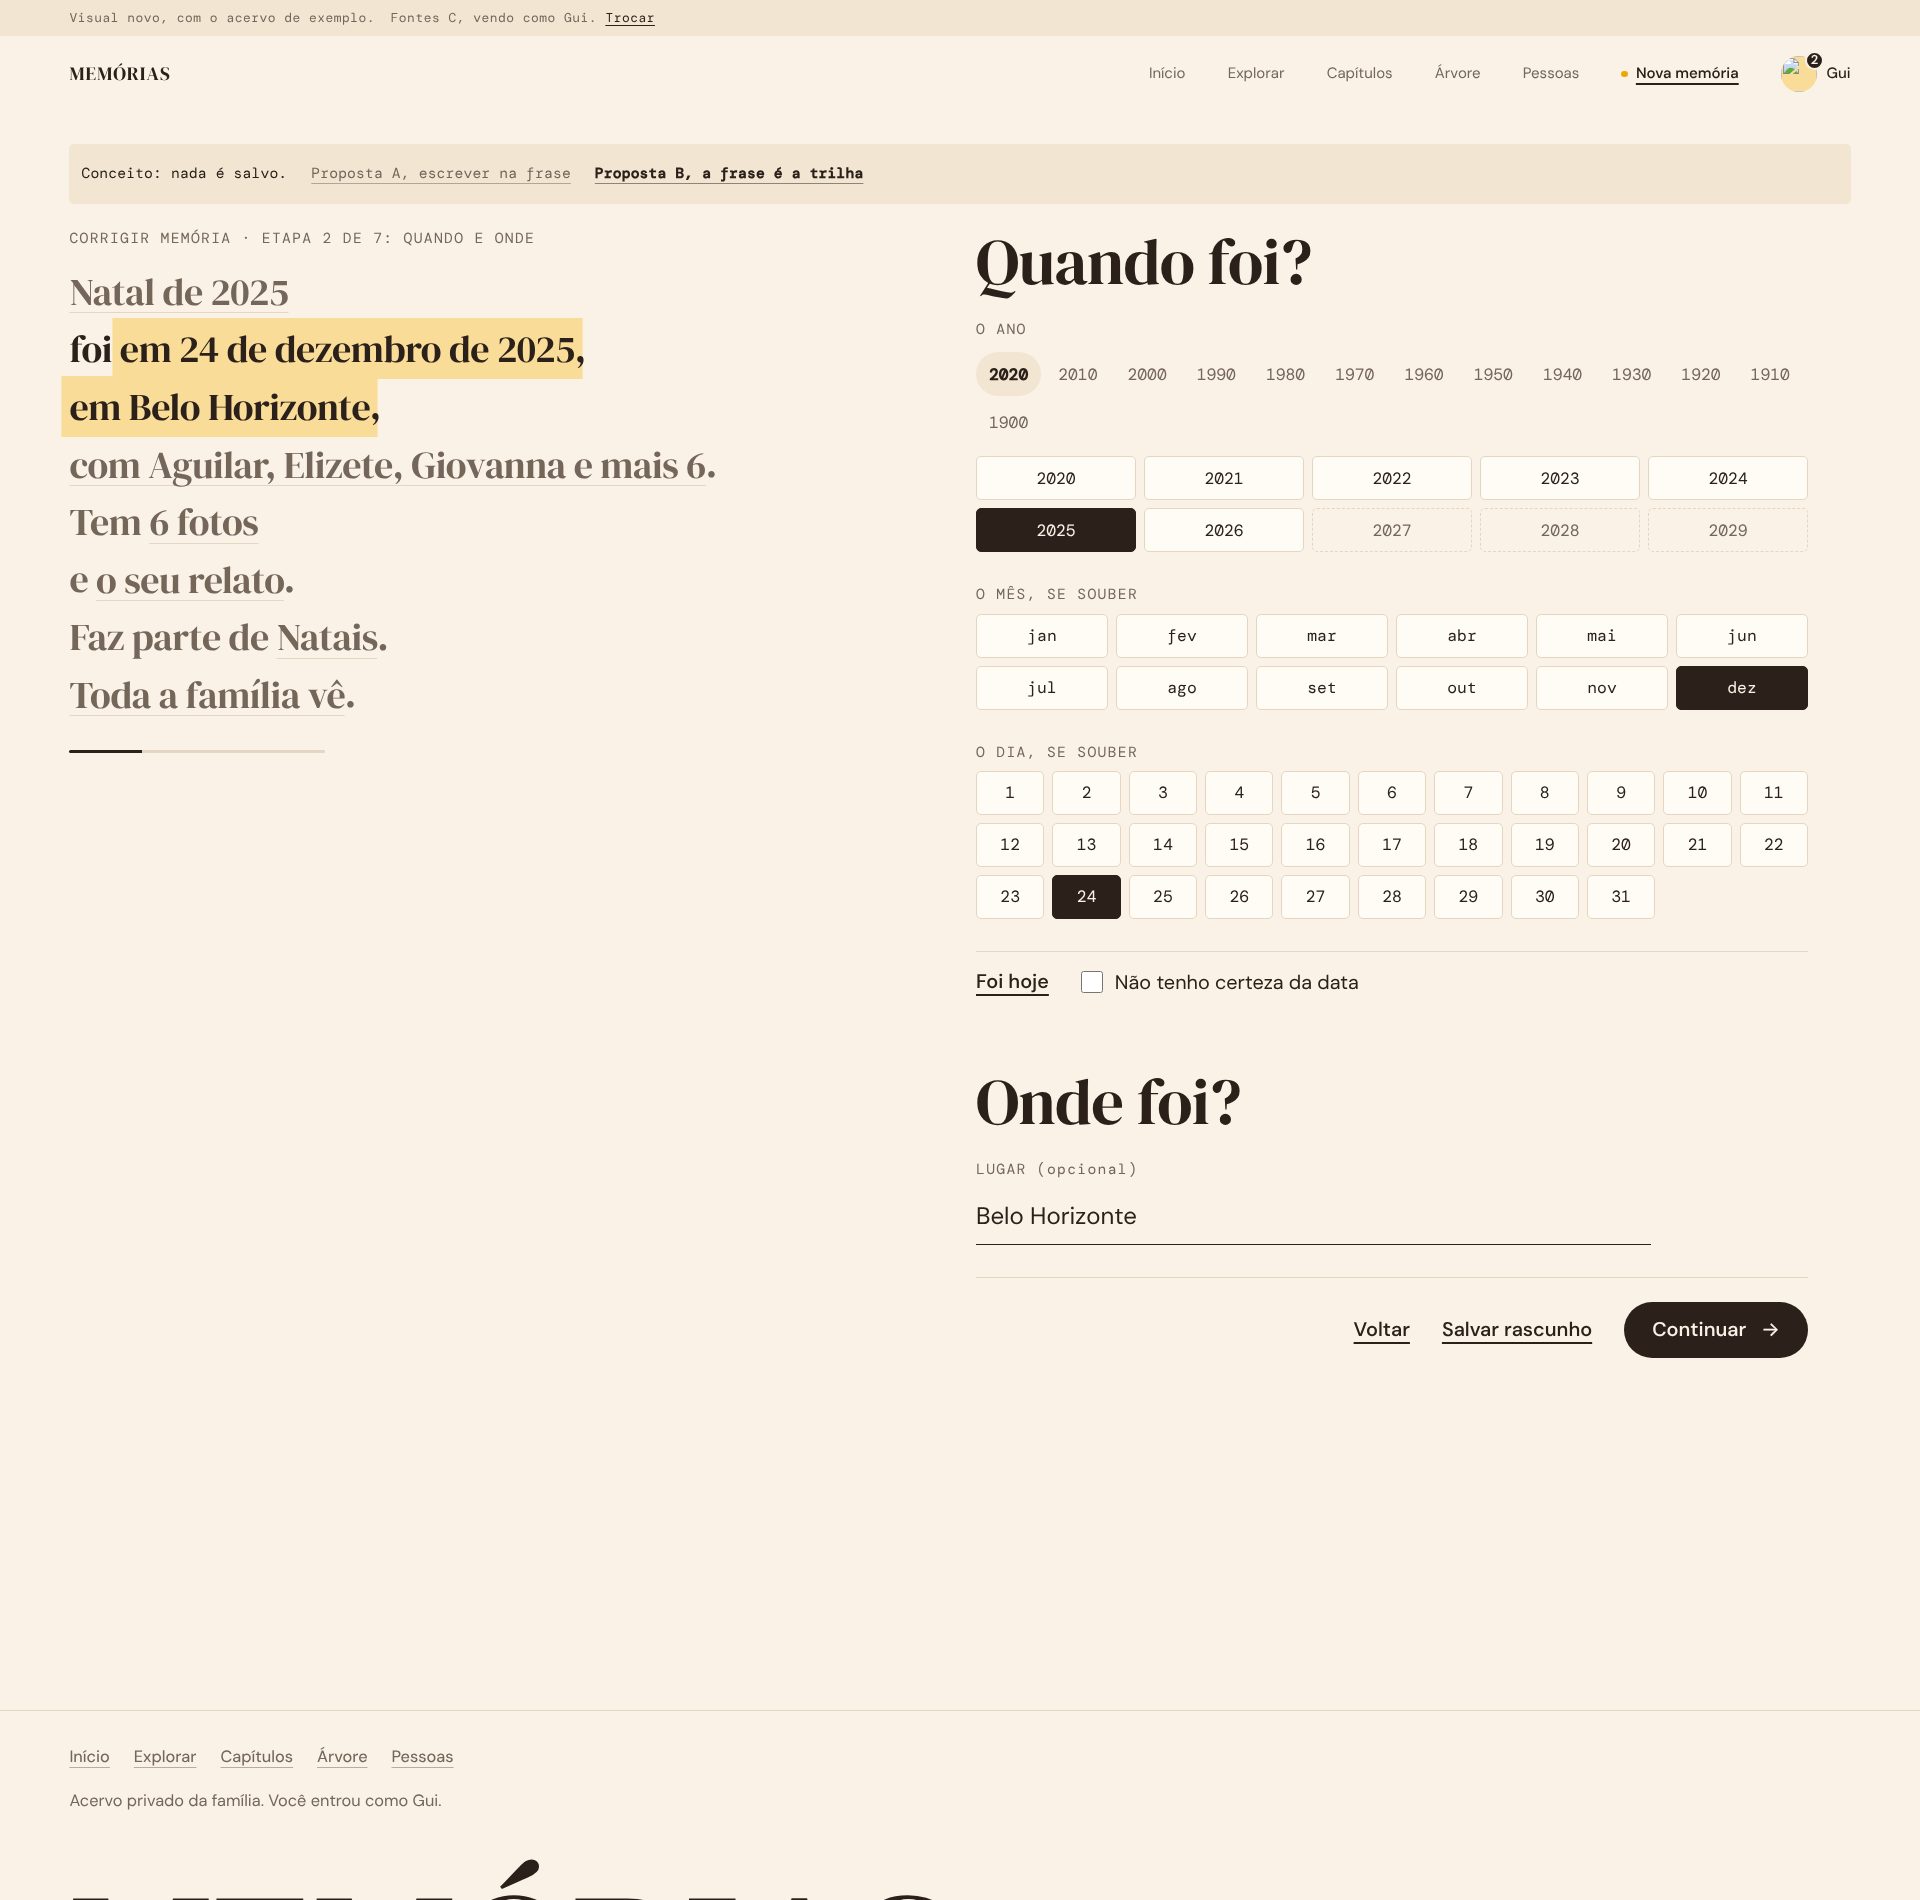 Visual novo, com o acervo de exemplo. Fontes C, vendo como Gui. Trocar
MEMÓRIAS
Início Explorar Capítulos Árvore Pessoas Nova memória 2 Gui
Conceito: nada é salvo. Proposta A, escrever na frase Proposta B, a frase é a trilha
CORRIGIR MEMÓRIA · ETAPA 2 DE 7: QUANDO E ONDE
Natal de 2025
foi em 24 de dezembro de 2025,
em Belo Horizonte,
com Aguilar, Elizete, Giovanna e mais 6.
Tem 6 fotos
e o seu relato.
Faz parte de Natais.
Toda a família vê.
Quando foi?
O ANO
2020 2010 2000 1990 1980 1970 1960 1950 1940 1930 1920 1910
1900
2020 2021 2022 2023 2024
2025 2026 2027 2028 2029
O MÊS, SE SOUBER
jan fev mar abr mai jun
jul ago set out nov dez
O DIA, SE SOUBER
1 2 3 4 5 6 7 8 9 10 11
12 13 14 15 16 17 18 19 20 21 22
23 24 25 26 27 28 29 30 31
Foi hoje Não tenho certeza da data
Onde foi?
LUGAR (opcional)
Belo Horizonte
Voltar Salvar rascunho Continuar →
Início Explorar Capítulos Árvore Pessoas
Acervo privado da família. Você entrou como Gui.